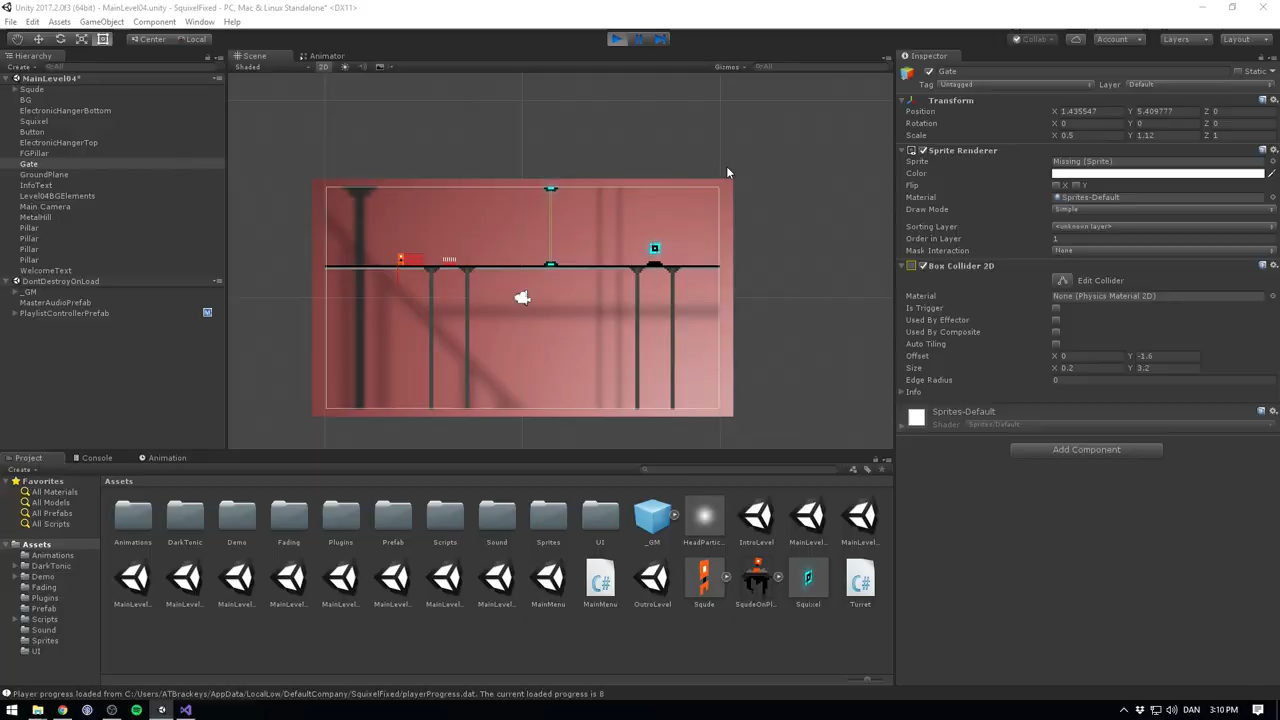 Unity 2017.2.0f3 (64bit) - MainLevel04.unity - SquixelFixed - PC, Mac & Linux Standalone* <DX11>
File Edit Assets GameObject Component Window Help
Center Local Collab Account Layers Layout
Hierarchy Scene Animator Inspector
Create All Shaded 2D Gizmos All
Gate Static
Tag Untagged Layer Default
MainLevel04*
Squde
BG
ElectronicHangerBottom
Squixel
Button
ElectronicHangerTop
FGPillar
Gate
GroundPlane
InfoText
Level04BGElements
Main Camera
MetalHill
Pillar
Pillar
Pillar
Pillar
WelcomeText
DontDestroyOnLoad
_GM
MasterAudioPrefab
PlaylistControllerPrefab
M
Transform
Position X 1.435547 Y 5.409777 Z 0
Rotation X 0 Y 0 Z 0
Scale X 0.5 Y 1.12 Z 1
Sprite Renderer
Sprite Missing (Sprite)
Color
Flip X Y
Material Sprites-Default
Draw Mode Simple
Sorting Layer <unknown layer>
Order in Layer 1
Mask Interaction None
Box Collider 2D
Edit Collider
Material None (Physics Material 2D)
Is Trigger
Used By Effector
Used By Composite
Auto Tiling
Offset X 0 Y -1.6
Size X 0.2 Y 3.2
Edge Radius 0
Info
Sprites-Default
Shader Sprites/Default
Add Component
Project Console Animation
Create
Favorites
All Materials
All Models
All Prefabs
All Scripts
Assets
Animations
DarkTonic
Demo
Fading
Plugins
Prefab
Scripts
Sound
Sprites
UI
Assets
Animations DarkTonic Demo Fading Plugins Prefab Scripts Sound Sprites UI _GM HeadPartic... IntroLevel MainLevel... MainLevel...
MainLevel... MainLevel... MainLevel... MainLevel... MainLevel... MainLevel... MainLevel... MainLevel... MainMenu MainMenu OutroLevel Squde SqudeOnPl... Squixel Turret
Player progress loaded from C:/Users/ATBrackeys/AppData/LocalLow/DefaultCompany/SquixelFixed/playerProgress.dat. The current loaded progress is 8
DAN 3:10 PM